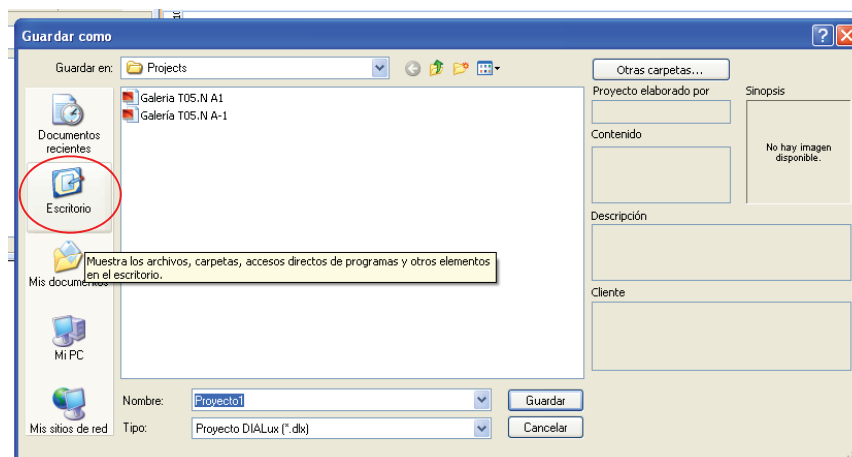 Guardar como
Guardar en:
Projects
Otras carpetas...
Galeria T05.N A1
Galería T05.N A-1
Documentos
recientes
Escritorio
Mis documentos
Mi PC
Mis sitios de red
Muestra los archivos, carpetas, accesos directos de programas y otros elementos
en el escritorio.
Proyecto elaborado por
Sinopsis
Contenido
No hay imagen
disponible.
Descripción
Cliente
Nombre:
Proyecto1
Guardar
Tipo:
Proyecto DIALux (*.dlx)
Cancelar